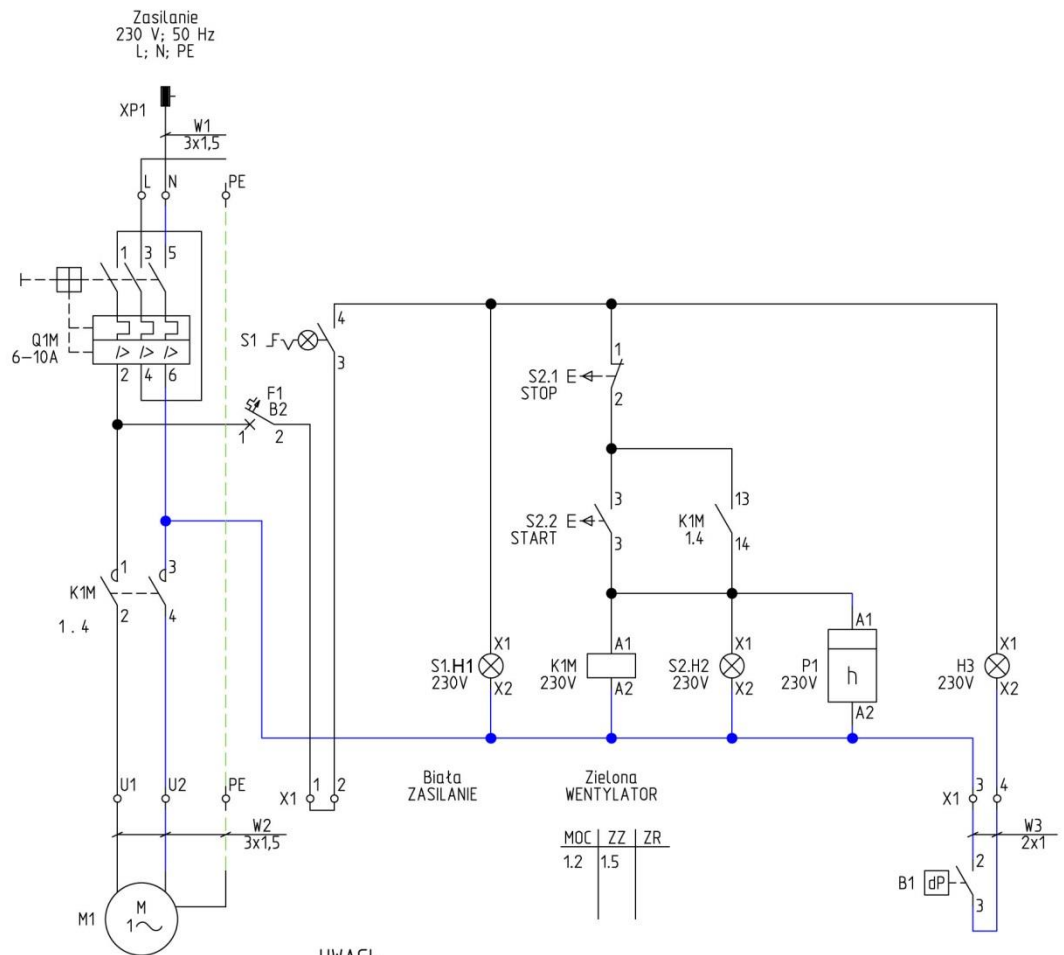 Zasilanie
230 V; 50 Hz
L; N; PE
XP1
W1
3x1,5
L
N
PE
1
3
5
Q1M
6-10A
2
4
6
S1
4
3
F1
B2
1
2
1
S2.1 E
STOP
2
3
S2.2 E
START
3
13
K1M
1.4
14
1
3
K1M
2
4
1.4
A1
X1
X1
S1.H1
230V
X2
K1M
230V
A1
A2
S2.H2
230V
X2
P1
230V
h
A2
H3
230V
X1
X2
Biała
ZASILANIE
Zielona
WENTYLATOR
U1
U2
PE
X1
1
2
X1
3
4
W2
3x1,5
W3
2x1
MOC
ZZ
ZR
1.2
1.5
B1
dP
2
3
M1
M
1~